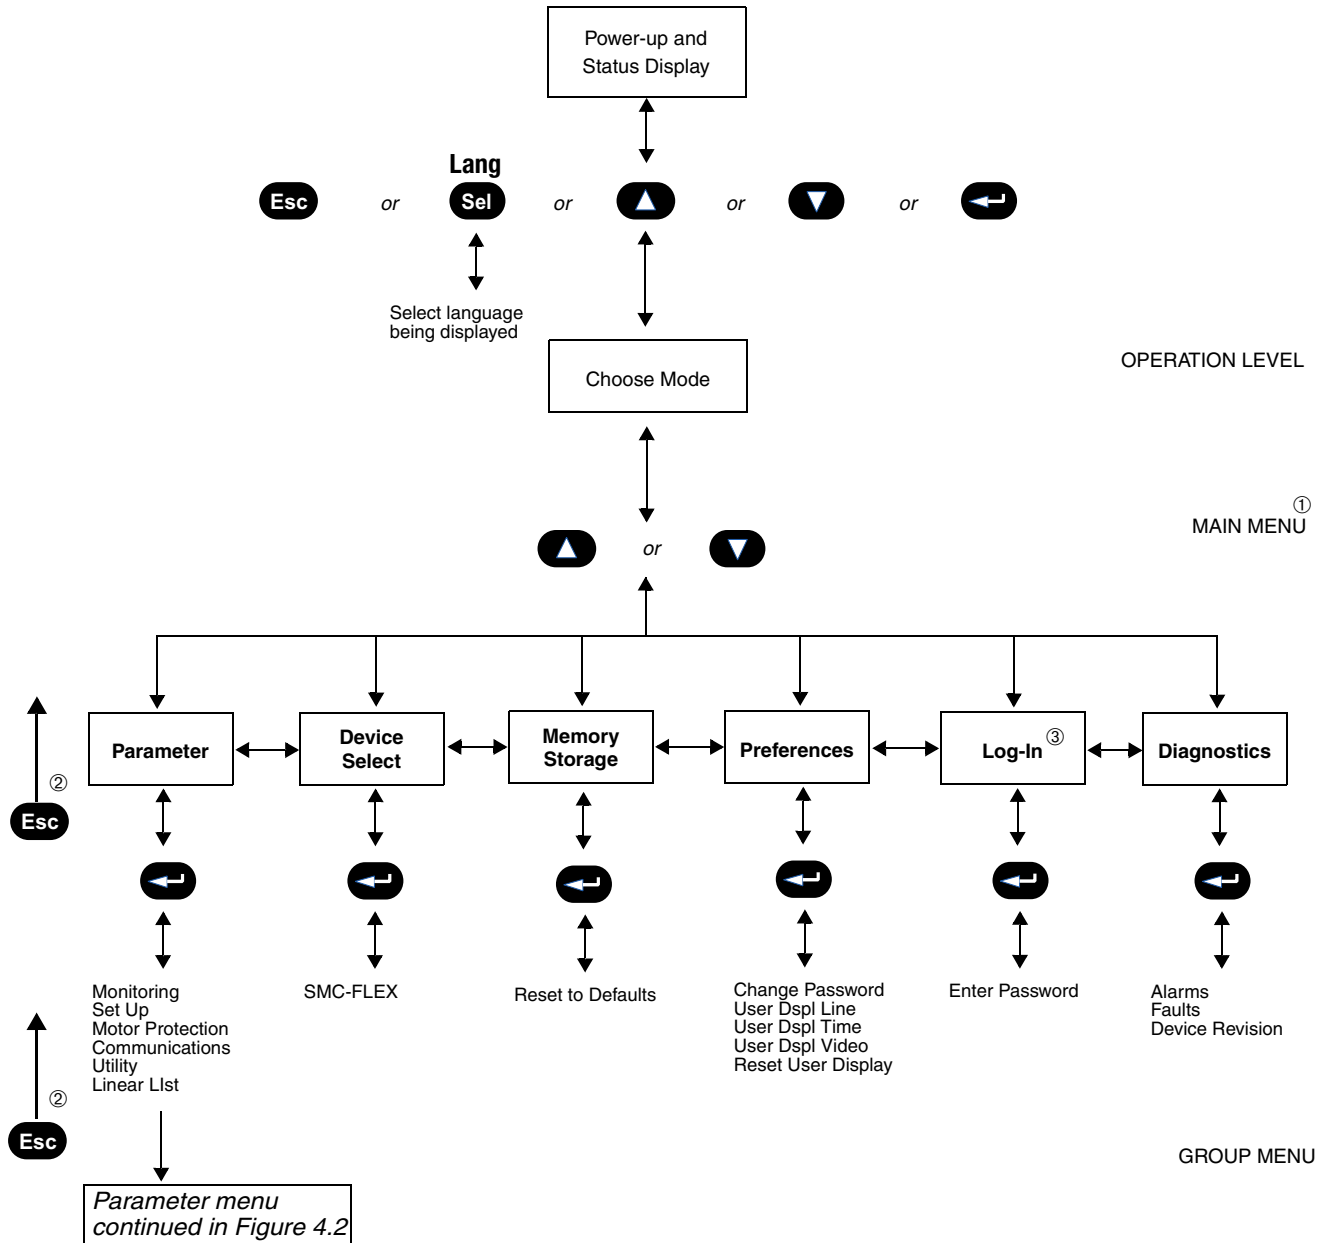 Power-up and
Status Display
Lang
Esc or Sel or or or
Select language
being displayed
Choose Mode
OPERATION LEVEL
①
MAIN MENU
or
Parameter
Device
Select
Memory
Storage
Preferences
Log-In ③
Diagnostics
②
Esc
Monitoring
Set Up
Motor Protection
Communications
Utility
Linear LIst
SMC-FLEX
Reset to Defaults
Change Password
User Dspl Line
User Dspl Time
User Dspl Video
Reset User Display
Enter Password
Alarms
Faults
Device Revision
②
Esc
GROUP MENU
Parameter menu
continued in Figure 4.2